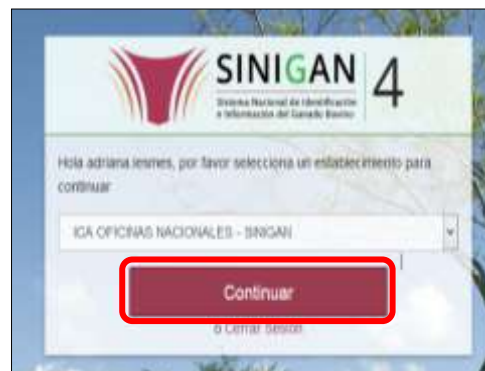 SINIGAN 4
Sistema Nacional de Identificación
e Información del Ganado Bovino
Hola adriana.lesmes, por favor selecciona un establecimiento para
continuar
ICA OFICINAS NACIONALES - SINIGAN
Continuar
o Cerrar Sesión